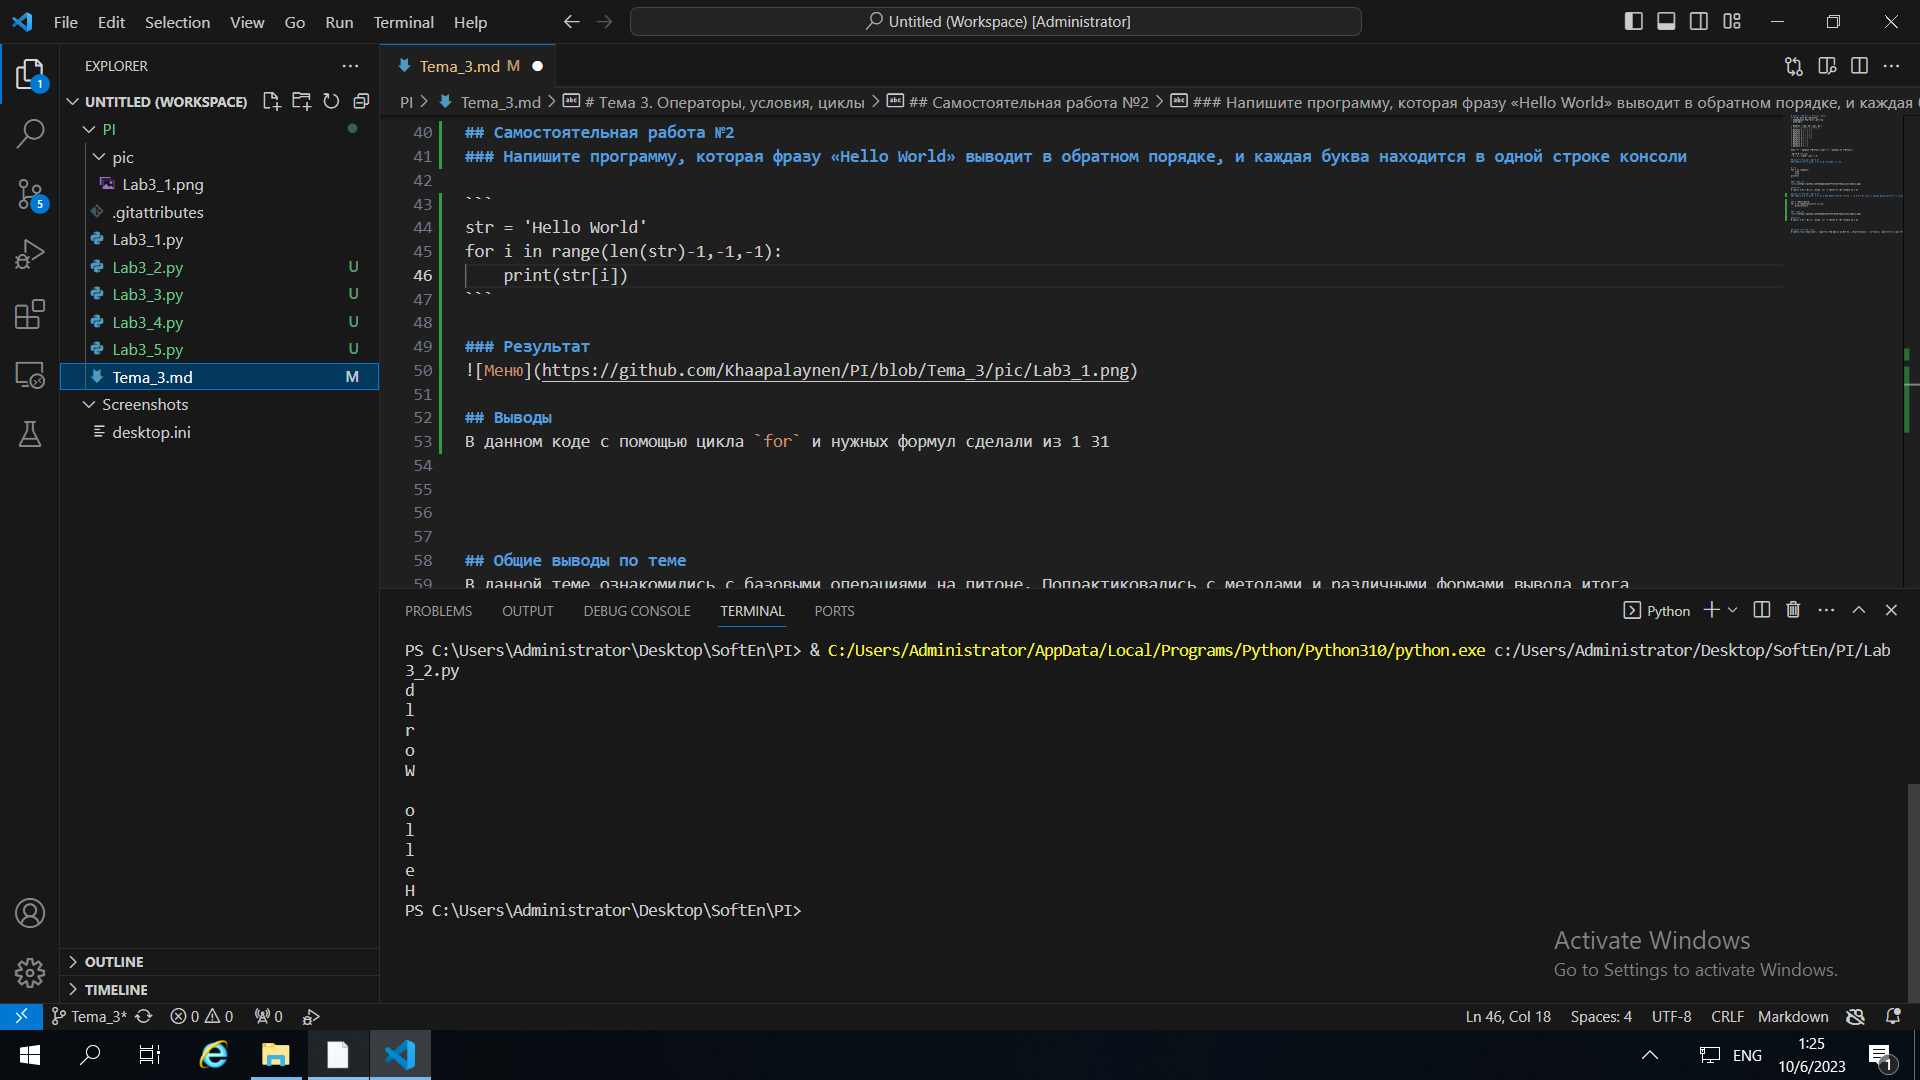 File Edit Selection View Go Run Terminal Help
Untitled (Workspace) [Administrator]
EXPLORER
UNTITLED (WORKSPACE)
PI
pic
Lab3_1.png
.gitattributes
Lab3_1.py
Lab3_2.py U
Lab3_3.py U
Lab3_4.py U
Lab3_5.py U
Tema_3.md M
Screenshots
desktop.ini
OUTLINE
TIMELINE
1
5
Tema_3.md M
PI > Tema_3.md > # Тема 3. Операторы, условия, циклы > ## Самостоятельная работа №2 > ### Напишите программу, которая фразу «Hello World» выводит в обратном порядке, и каждая
40 ## Самостоятельная работа №2
41 ### Напишите программу, которая фразу «Hello World» выводит в обратном порядке, и каждая буква находится в одной строке консоли
42
43 ```
44 str = 'Hello World'
45 for i in range(len(str)-1,-1,-1):
46     print(str[i])
47 ```
48
49 ### Результат
50 ![Меню](https://github.com/Khaapalaynen/PI/blob/Tema_3/pic/Lab3_1.png)
51
52 ## Выводы
53 В данном коде с помощью цикла `for` и нужных формул сделали из 1 31
54
55
56
57
58 ## Общие выводы по теме
59 В данной теме ознакомились с базовыми операциями на питоне. Попрактиковались с методами и различными формами вывода итога
PROBLEMS OUTPUT DEBUG CONSOLE TERMINAL PORTS
Python
PS C:\Users\Administrator\Desktop\SoftEn\PI> & C:/Users/Administrator/AppData/Local/Programs/Python/Python310/python.exe c:/Users/Administrator/Desktop/SoftEn/PI/Lab
3_2.py
d
l
r
o
W
o
l
l
e
H
PS C:\Users\Administrator\Desktop\SoftEn\PI>
Activate Windows
Go to Settings to activate Windows.
Tema_3* 0 0 0
Ln 46, Col 18 Spaces: 4 UTF-8 CRLF Markdown
ENG
1:25
10/6/2023
1